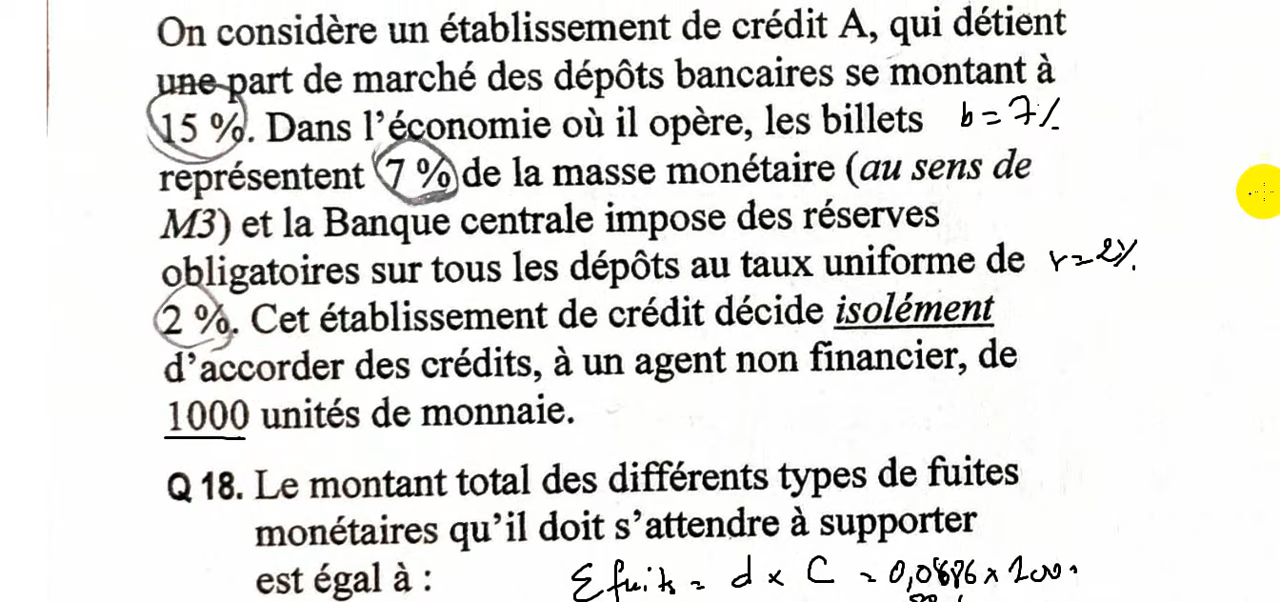 On considère un établissement de crédit A, qui détient
une part de marché des dépôts bancaires se montant à
15 %. Dans l'économie où il opère, les billets b = 7%
représentent 7 % de la masse monétaire (au sens de
M3) et la Banque centrale impose des réserves
obligatoires sur tous les dépôts au taux uniforme de r = 2%
2 %. Cet établissement de crédit décide isolément
d'accorder des crédits, à un agent non financier, de
1000 unités de monnaie.
Q 18. Le montant total des différents types de fuites
monétaires qu'il doit s'attendre à supporter
est égal à : Σ fuits = d x C =